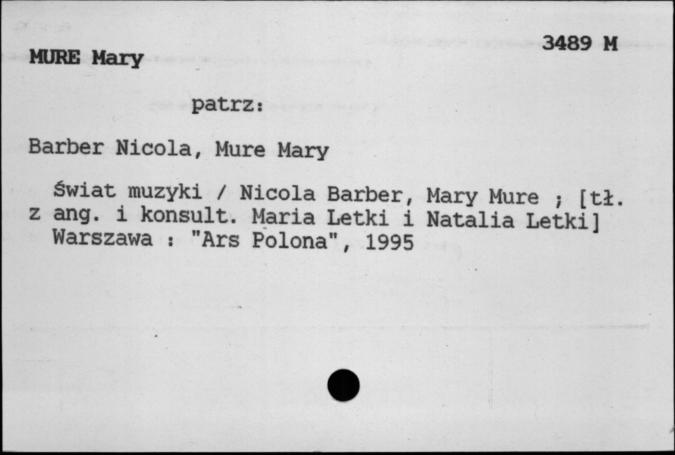 3489 M
MURE Mary
patrz:
Barber Nicola, Mure Mary
Świat muzyki / Nicola Barber, Mary Mure ; [tł.
z ang. i konsult. Maria Letki i Natalia Letki]
Warszawa : "Ars Polona", 1995